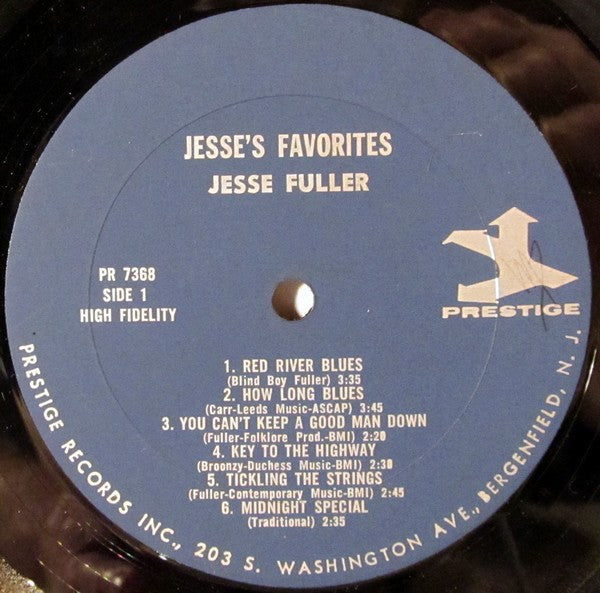 JESSE'S FAVORITES
JESSE FULLER
PR 7368
SIDE 1
HIGH FIDELITY
PRESTIGE
1. RED RIVER BLUES
(Blind Boy Fuller) 3:35
2. HOW LONG BLUES
(Carr-Leeds Music-ASCAP) 3:45
3. YOU CAN'T KEEP A GOOD MAN DOWN
(Fuller-Folklore Prod.-BMI) 2:20
4. KEY TO THE HIGHWAY
(Broonzy-Duchess Music-BMI) 2:30
5. TICKLING THE STRINGS
(Fuller-Contemporary Music-BMI) 2:45
6. MIDNIGHT SPECIAL
(Traditional) 2:35
PRESTIGE RECORDS INC., 203 S. WASHINGTON AVE., BERGENFIELD, N. J.